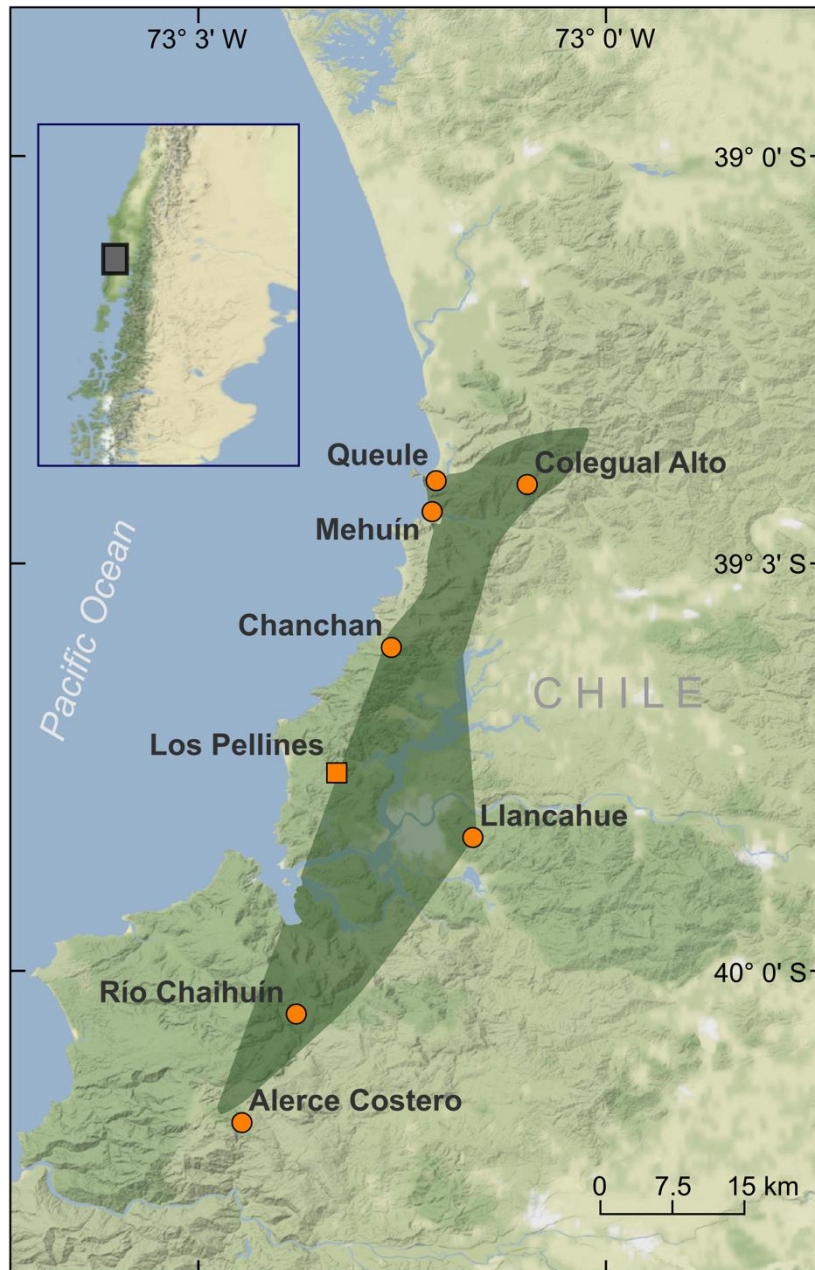 73° 3' W
73° 0' W
39° 0' S
Queule
Colegual Alto
Mehuín
39° 3' S
Pacific Ocean
Chanchan
CHILE
Los Pellines
Llancahue
40° 0' S
Río Chaihuín
Alerce Costero
0 7.5 15 km